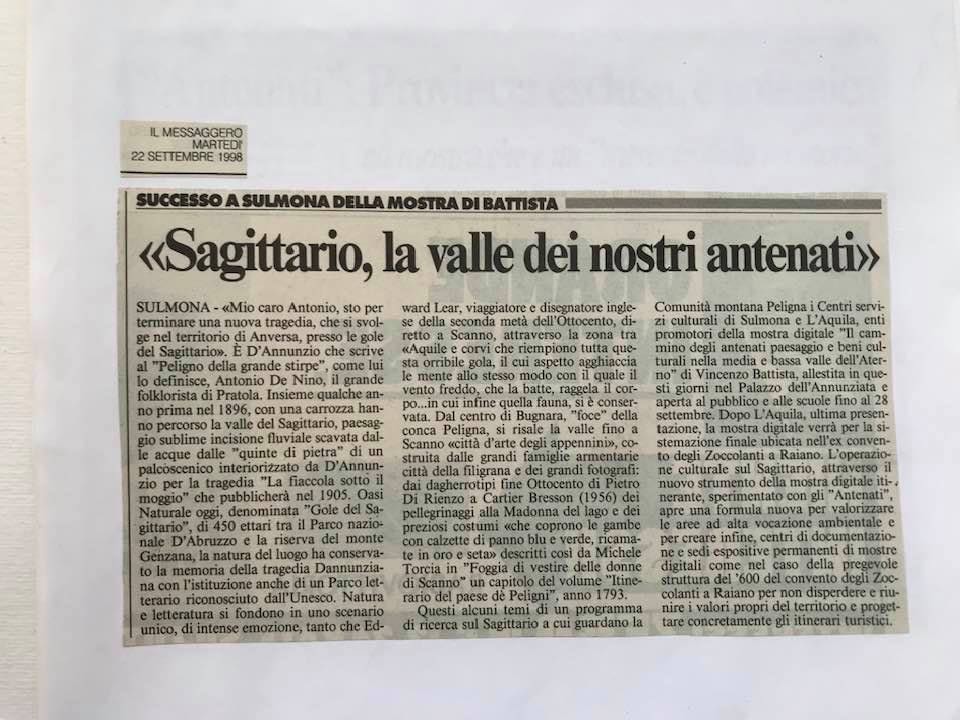 IL MESSAGGERO
MARTEDI'
22 SETTEMBRE 1998
SUCCESSO A SULMONA DELLA MOSTRA DI BATTISTA
«Sagittario, la valle dei nostri antenati»
SULMONA - «Mio caro Antonio, sto per
terminare una nuova tragedia, che si svol-
ge nel territorio di Anversa, presso le gole
del Sagittario». È D'Annunzio che scrive
al "Peligno della grande stirpe", come lui
lo definisce, Antonio De Nino, il grande
folklorista di Pratola. Insieme qualche an-
no prima nel 1896, con una carrozza han-
no percorso la valle del Sagittario, paesag-
gio sublime incisione fluviale scavata dal-
le acque dalle "quinte di pietra" di un
palcoscenico interiorizzato da D'Annun-
zio per la tragedia "La fiaccola sotto il
moggio" che pubblicherà nel 1905. Oasi
Naturale oggi, denominata "Gole del Sa-
gittario", di 450 ettari tra il Parco nazio-
nale D'Abruzzo e la riserva del monte
Genzana, la natura del luogo ha conserva-
to la memoria della tragedia Dannunzia-
na con l'istituzione anche di un Parco let-
terario riconosciuto dall'Unesco. Natura
e letteratura si fondono in uno scenario
unico, di intense emozione, tanto che Ed-
ward Lear, viaggiatore e disegnatore ingle-
se della seconda metà dell'Ottocento, di-
retto a Scanno, attraverso la zona tra
«Aquile e corvi che riempiono tutta que-
sta orribile gola, il cui aspetto agghiaccia
le mente allo stesso modo con il quale il
vento freddo, che la batte, raggela il cor-
po...in cui infine quella fauna, si è conser-
vata. Dal centro di Bugnara, "foce" della
conca Peligna, si risale la valle fino a
Scanno «città d'arte degli appennini», co-
struita dalle grandi famiglie armentarie
città della filigrana e dei grandi fotografi:
dai dagherrotipi fine Ottocento di Pietro
Di Rienzo a Cartier Bresson (1956) dei
pellegrinaggi alla Madonna del lago e dei
preziosi costumi «che coprono le gambe
con calzette di panno blu e verde, ricama-
te in oro e seta» descritti così da Michele
Torcia in "Foggia di vestire delle donne
di Scanno" un capitolo del volume "Itine-
rario del paese dè Peligni", anno 1793.
Questi alcuni temi di un programma
di ricerca sul Sagittario a cui guardano la
Comunità montana Peligna i Centri servi-
zi culturali di Sulmona e L'Aquila, enti
promotori della mostra digitale "Il cam-
mino degli antenati paesaggio e beni cul-
turali nella media e bassa valle dell'Ater-
no" di Vincenzo Battista, allestita in que-
sti giorni nel Palazzo dell'Annunziata e
aperta al pubblico e alle scuole fino al 28
settembre. Dopo L'Aquila, ultima presen-
tazione, la mostra digitale verrà per la si-
stemazione finale ubicata nell'ex convento
degli Zoccolanti a Raiano. L'operazio-
ne culturale sul Sagittario, attraverso il
nuovo strumento della mostra digitale iti-
nerante, sperimentato con gli "Antenati",
apre una formula nuova per valorizzare
le aree ad alta vocazione ambientale e
per creare infine, centri di documentazio-
ne e sedi espositive permanenti di mostre
digitali come nel caso della pregevole
struttura del '600 del convento degli Zoc-
colanti a Raiano per non disperdere e riu-
nire i valori propri del territorio e proget-
tare concretamente gli itinerari turistici.